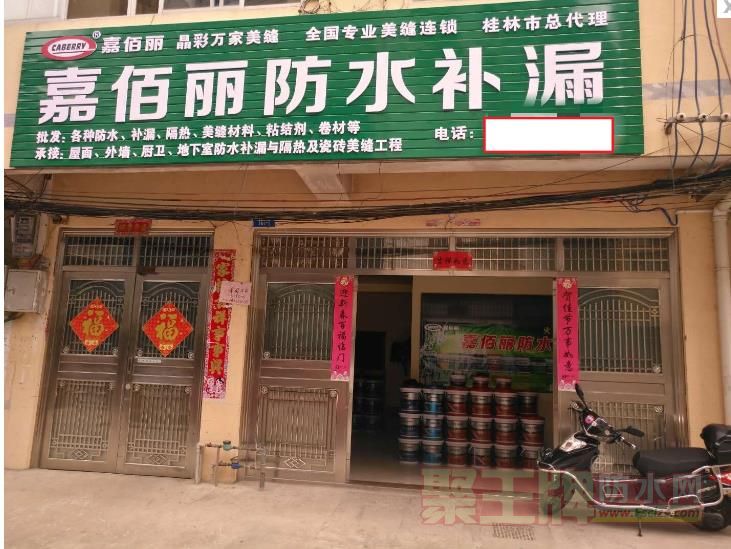 CABERRY ® 嘉佰丽 晶彩万家美缝 全国专业美缝连锁 桂林市总代理
嘉佰丽防水补漏
批发：各种防水、补漏、隔热、美缝材料、粘结剂、卷材等
电话：
承接：屋面、外墙、厨卫、地下室防水补漏与隔热及瓷砖美缝工程
吉祥如意
福
福
迎新春百福临门
贺佳节万事如意
嘉佰丽防水
聚王牌防水网